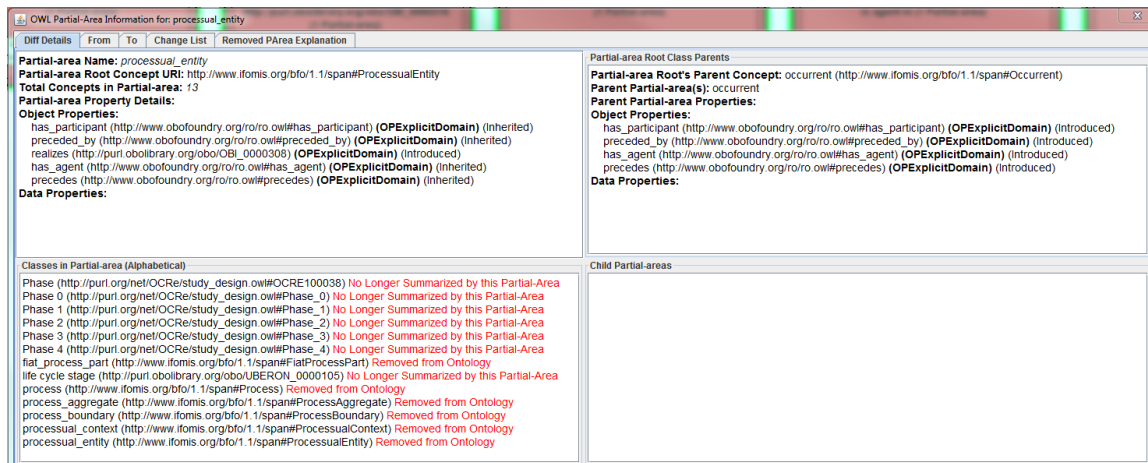 OWL Partial-Area Information for: processual_entity
Diff Details From To Change List Removed PArea Explanation
Partial-area Name: processual_entity
Partial-area Root Concept URI: http://www.ifomis.org/bfo/1.1/span#ProcessualEntity
Total Concepts in Partial-area: 13
Partial-area Property Details:
Object Properties:
has_participant (http://www.obofoundry.org/ro/ro.owl#has_participant) (OPExplicitDomain) (Inherited)
preceded_by (http://www.obofoundry.org/ro/ro.owl#preceded_by) (OPExplicitDomain) (Inherited)
realizes (http://purl.obolibrary.org/obo/OBI_0000308) (OPExplicitDomain) (Introduced)
has_agent (http://www.obofoundry.org/ro/ro.owl#has_agent) (OPExplicitDomain) (Inherited)
precedes (http://www.obofoundry.org/ro/ro.owl#precedes) (OPExplicitDomain) (Inherited)
Data Properties:
Partial-area Root Class Parents
Partial-area Root's Parent Concept: occurrent (http://www.ifomis.org/bfo/1.1/span#Occurrent)
Parent Partial-area(s): occurrent
Parent Partial-area Properties:
Object Properties:
has_participant (http://www.obofoundry.org/ro/ro.owl#has_participant) (OPExplicitDomain) (Introduced)
preceded_by (http://www.obofoundry.org/ro/ro.owl#preceded_by) (OPExplicitDomain) (Introduced)
has_agent (http://www.obofoundry.org/ro/ro.owl#has_agent) (OPExplicitDomain) (Introduced)
precedes (http://www.obofoundry.org/ro/ro.owl#precedes) (OPExplicitDomain) (Introduced)
Data Properties:
Classes in Partial-area (Alphabetical)
Phase (http://purl.org/net/OCRe/study_design.owl#OCRE100038) No Longer Summarized by this Partial-Area
Phase 0 (http://purl.org/net/OCRe/study_design.owl#Phase_0) No Longer Summarized by this Partial-Area
Phase 1 (http://purl.org/net/OCRe/study_design.owl#Phase_1) No Longer Summarized by this Partial-Area
Phase 2 (http://purl.org/net/OCRe/study_design.owl#Phase_2) No Longer Summarized by this Partial-Area
Phase 3 (http://purl.org/net/OCRe/study_design.owl#Phase_3) No Longer Summarized by this Partial-Area
Phase 4 (http://purl.org/net/OCRe/study_design.owl#Phase_4) No Longer Summarized by this Partial-Area
fiat_process_part (http://www.ifomis.org/bfo/1.1/span#FiatProcessPart) Removed from Ontology
life cycle stage (http://purl.obolibrary.org/obo/UBERON_0000105) No Longer Summarized by this Partial-Area
process (http://www.ifomis.org/bfo/1.1/span#Process) Removed from Ontology
process_aggregate (http://www.ifomis.org/bfo/1.1/span#ProcessAggregate) Removed from Ontology
process_boundary (http://www.ifomis.org/bfo/1.1/span#ProcessBoundary) Removed from Ontology
processual_context (http://www.ifomis.org/bfo/1.1/span#ProcessualContext) Removed from Ontology
processual_entity (http://www.ifomis.org/bfo/1.1/span#ProcessualEntity) Removed from Ontology
Child Partial-areas